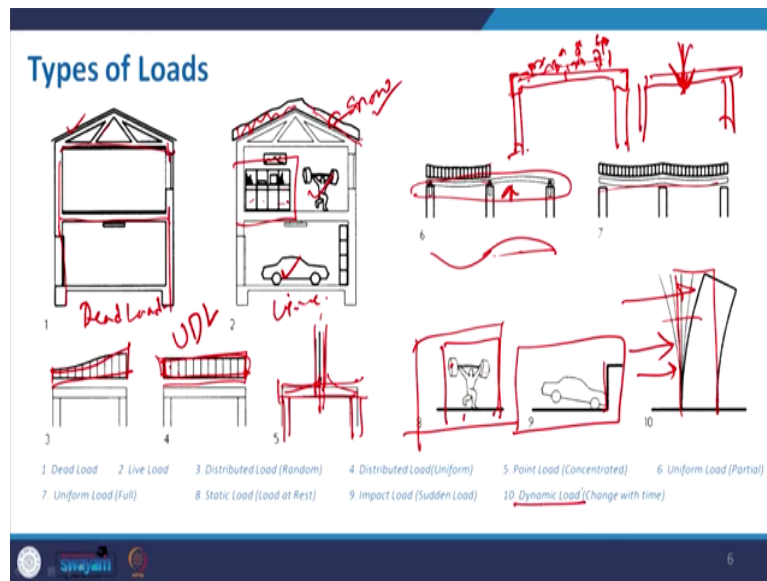 Types of Loads
Snow
1
Dead Load
2
Live
6
7
UDL
3
4
5
8
9
10
1. Dead Load 2. Live Load 3. Distributed Load (Random) 4. Distributed Load(Uniform) 5. Point Load (Concentrated) 6. Uniform Load (Partial)
7. Uniform Load (Full) 8. Static Load (Load at Rest) 9. Impact Load (Sudden Load) 10. Dynamic Load (Change with time)
swayam
6